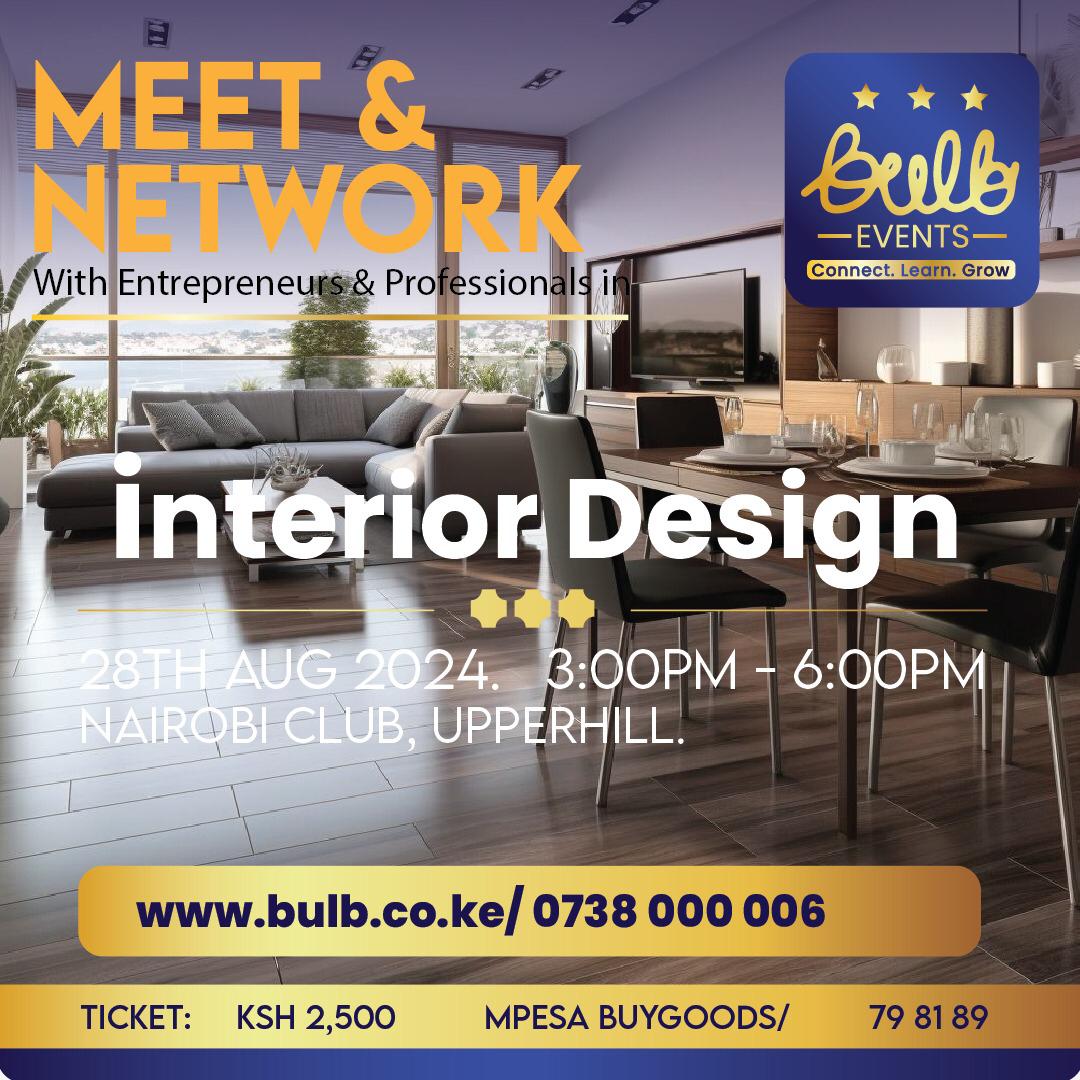 MEET &
NETWORK
With Entrepreneurs & Professionals in
bulb
EVENTS
Connect. Learn. Grow
interior Design
28TH AUG 2024. 3:00PM - 6:00PM
NAIROBI CLUB, UPPERHILL.
www.bulb.co.ke/ 0738 000 006
TICKET: KSH 2,500 MPESA BUYGOODS/ 79 81 89